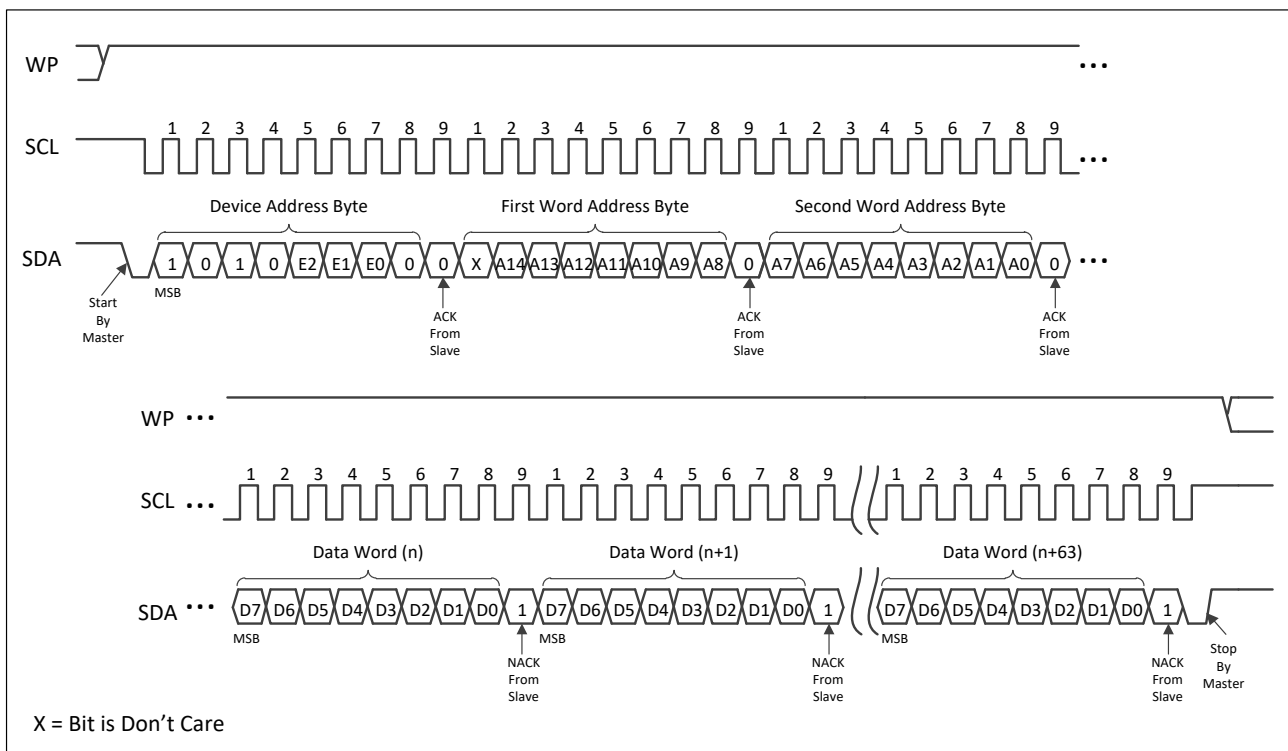 WP
...
1 2 3 4 5 6 7 8 9 1 2 3 4 5 6 7 8 9 1 2 3 4 5 6 7 8 9
SCL
...
Device Address Byte First Word Address Byte Second Word Address Byte
SDA 1 0 1 0 E2 E1 E0 0 0 X A14 A13 A12 A11 A10 A9 A8 0 A7 A6 A5 A4 A3 A2 A1 A0 0 ...
MSB
Start
By
Master
ACK
From
Slave
ACK
From
Slave
ACK
From
Slave
WP ...
1 2 3 4 5 6 7 8 9 1 2 3 4 5 6 7 8 9 1 2 3 4 5 6 7 8 9
SCL ...
Data Word (n) Data Word (n+1) Data Word (n+63)
SDA ... D7 D6 D5 D4 D3 D2 D1 D0 1 D7 D6 D5 D4 D3 D2 D1 D0 1 D7 D6 D5 D4 D3 D2 D1 D0 1
MSB MSB MSB
NACK
From
Slave
NACK
From
Slave
NACK
From
Slave
Stop
By
Master
X = Bit is Don't Care